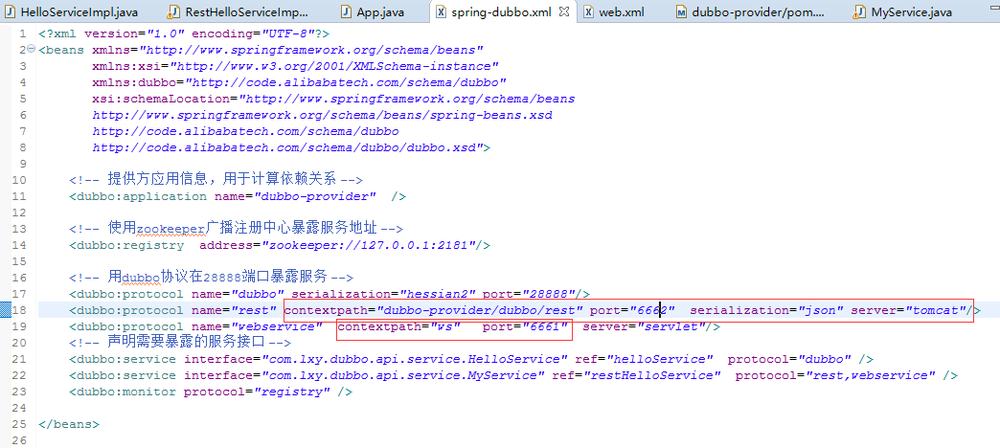 HelloServiceImpl.java RestHelloServiceImp... App.java spring-dubbo.xml web.xml dubbo-provider/pom.... MyService.java
1 <?xml version="1.0" encoding="UTF-8"?>
2 <beans xmlns="http://www.springframework.org/schema/beans"
3 xmlns:xsi="http://www.w3.org/2001/XMLSchema-instance"
4 xmlns:dubbo="http://code.alibabatech.com/schema/dubbo"
5 xsi:schemaLocation="http://www.springframework.org/schema/beans
6 http://www.springframework.org/schema/beans/spring-beans.xsd
7 http://code.alibabatech.com/schema/dubbo
8 http://code.alibabatech.com/schema/dubbo/dubbo.xsd">
9
10 <!-- 提供方应用信息，用于计算依赖关系 -->
11 <dubbo:application name="dubbo-provider" />
12
13 <!-- 使用zookeeper广播注册中心暴露服务地址 -->
14 <dubbo:registry address="zookeeper://127.0.0.1:2181"/>
15
16 <!-- 用dubbo协议在28888端口暴露服务 -->
17 <dubbo:protocol name="dubbo" serialization="hessian2" port="28888"/>
18 <dubbo:protocol name="rest" contextpath="dubbo-provider/dubbo/rest" port="6662" serialization="json" server="tomcat"/>
19 <dubbo:protocol name="webservice" contextpath="ws" port="6661" server="servlet"/>
20 <!-- 声明需要暴露的服务接口 -->
21 <dubbo:service interface="com.lxy.dubbo.api.service.HelloService" ref="helloService" protocol="dubbo" />
22 <dubbo:service interface="com.lxy.dubbo.api.service.MyService" ref="restHelloService" protocol="rest,webservice" />
23 <dubbo:monitor protocol="registry" />
24
25 </beans>
26